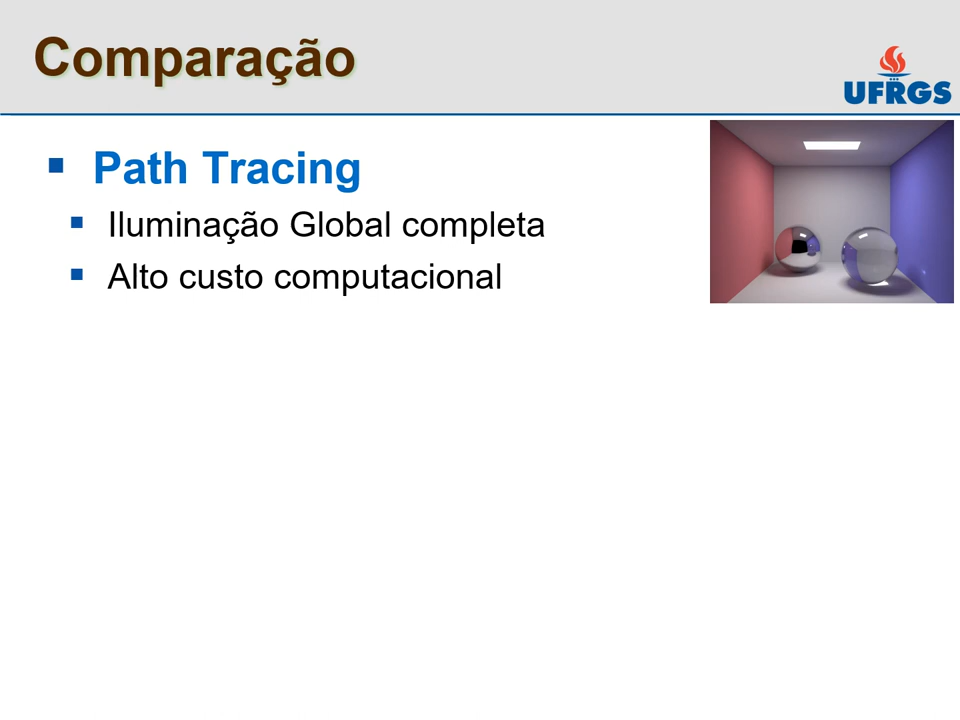 Comparação
UFRGS
Path Tracing
Iluminação Global completa
Alto custo computacional